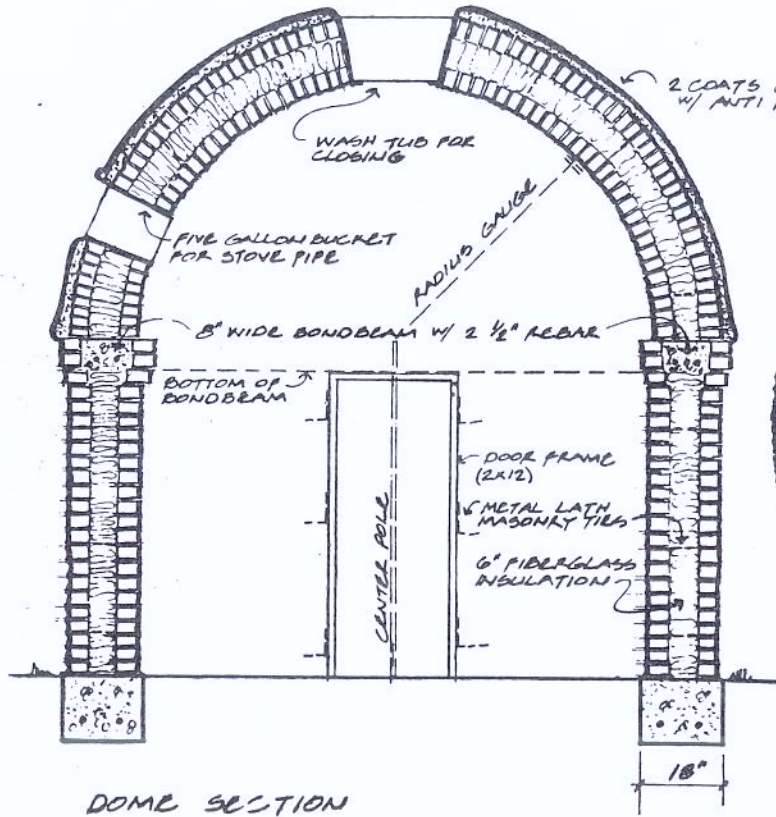 2 COATS
W/ ANTI
WASH TUB FOR
CLOSING
RADIUS GAUGE
FIVE GALLON BUCKET
FOR STOVE PIPE
8" WIDE BONDBEAM W/ 2 ½" REBAR
BOTTOM OF
BONDBEAM
DOOR FRAME
(2x12)
METAL LATH
MASONRY TIES
CENTER POLE
6" FIBERGLASS
INSULATION
18"
DOME SECTION